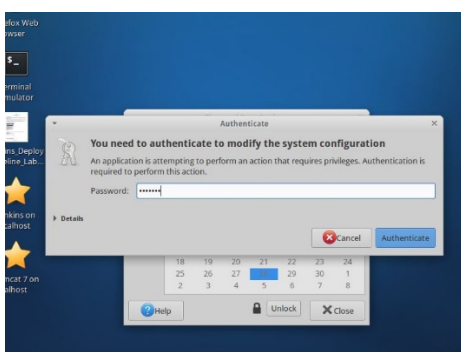 efox Web
owser
$_
erminal
mulator
ns_Deploy
eline_Lab...
nkins on
calhost
mcat 7 on
alhost
Authenticate
You need to authenticate to modify the system configuration
An application is attempting to perform an action that requires privileges. Authentication is
required to perform this action.
Password: •••••••
Details
Cancel
Authenticate
18 19 20 21 22 23 24
25 26 27 28 29 30 1
2 3 4 5 6 7 8
Help
Unlock
Close